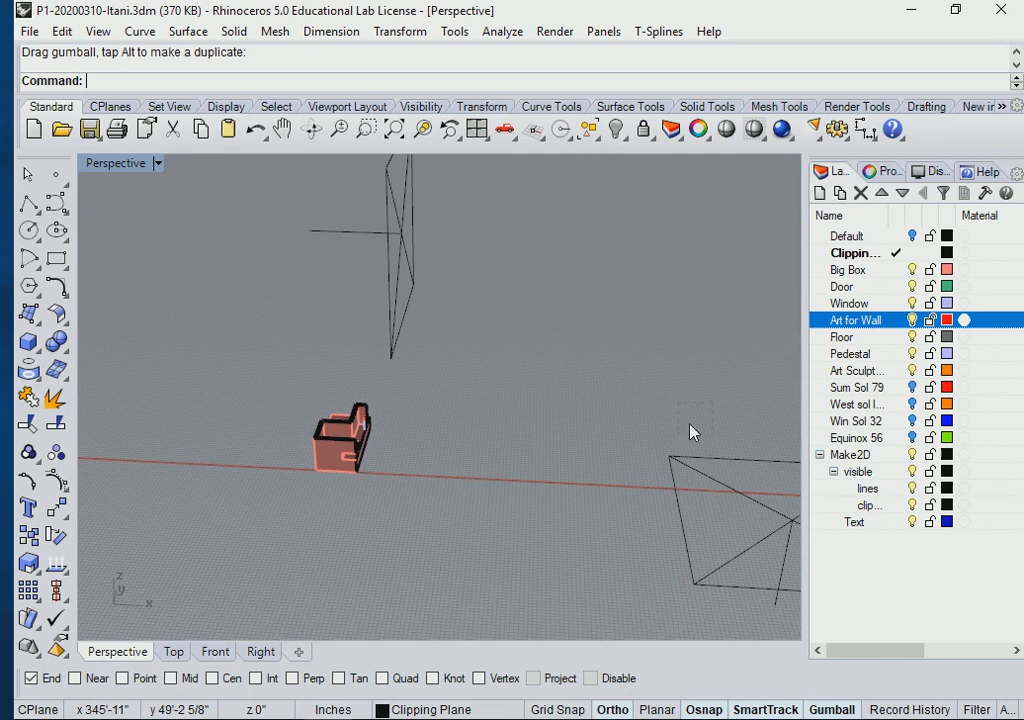 P1-20200310-Itani.3dm (370 KB) - Rhinoceros 5.0 Educational Lab License - [Perspective]
File Edit View Curve Surface Solid Mesh Dimension Transform Tools Analyze Render Panels T-Splines Help
Drag gumball, tap Alt to make a duplicate:
Command:
Standard CPlanes Set View Display Select Viewport Layout Visibility Transform Curve Tools Surface Tools Solid Tools Mesh Tools Render Tools Drafting New in »
Perspective
La... Pro... Dis... Help
Name Material
Default
Clippin...
Big Box
Door
Window
Art for Wall
Floor
Pedestal
Art Sculpt...
Sum Sol 79
West sol I...
Win Sol 32
Equinox 56
Make2D
visible
lines
clip...
Text
z
y
x
Perspective Top Front Right
End Near Point Mid Cen Int Perp Tan Quad Knot Vertex Project Disable
CPlane x 345'-11" y 49'-2 5/8" z 0" Inches Clipping Plane Grid Snap Ortho Planar Osnap SmartTrack Gumball Record History Filter A...